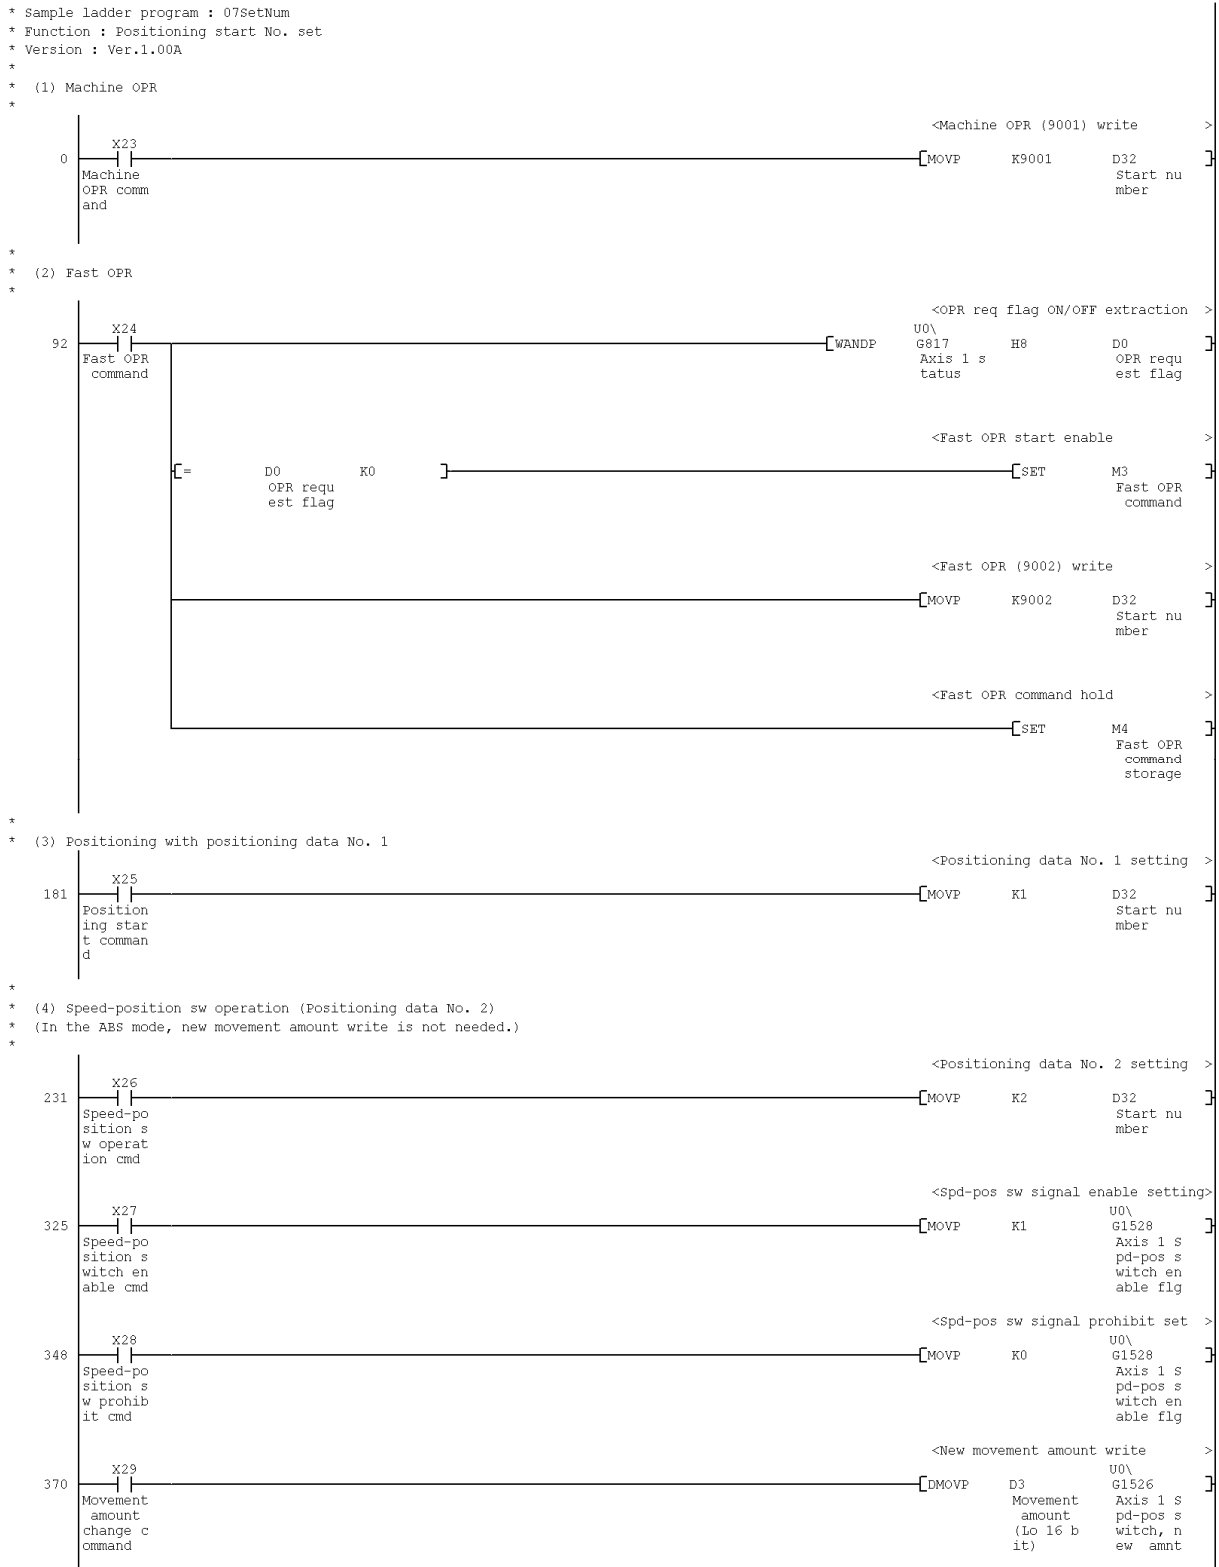 * Sample ladder program : 07SetNum
* Function : Positioning start No. set
* Version : Ver.1.00A
*
* (1) Machine OPR
*
<Machine OPR (9001) write >
X23
0 MOVP K9001 D32
Machine Start nu
OPR comm mber
and
*
* (2) Fast OPR
*
<OPR req flag ON/OFF extraction >
X24 U0\
92 WANDP G817 H8 D0
Fast OPR Axis 1 s OPR requ
command tatus est flag
<Fast OPR start enable >
= D0 K0 SET M3
OPR requ Fast OPR
est flag command
<Fast OPR (9002) write >
MOVP K9002 D32
Start nu
mber
<Fast OPR command hold >
SET M4
Fast OPR
command
storage
*
* (3) Positioning with positioning data No. 1
<Positioning data No. 1 setting >
X25
181 MOVP K1 D32
Position Start nu
ing star mber
t comman
d
*
* (4) Speed-position sw operation (Positioning data No. 2)
* (In the ABS mode, new movement amount write is not needed.)
*
<Positioning data No. 2 setting >
X26
231 MOVP K2 D32
Speed-po Start nu
sition s mber
w operat
ion cmd
<Spd-pos sw signal enable setting>
X27 U0\
325 MOVP K1 G1528
Speed-po Axis 1 S
sition s pd-pos s
witch en witch en
able cmd able flg
<Spd-pos sw signal prohibit set >
X28 U0\
348 MOVP K0 G1528
Speed-po Axis 1 S
sition s pd-pos s
w prohib witch en
it cmd able flg
<New movement amount write >
X29 U0\
370 DMOVP D3 G1526
Movement Movement Axis 1 S
amount amount pd-pos s
change c (Lo 16 b witch, n
ommand it) ew amnt